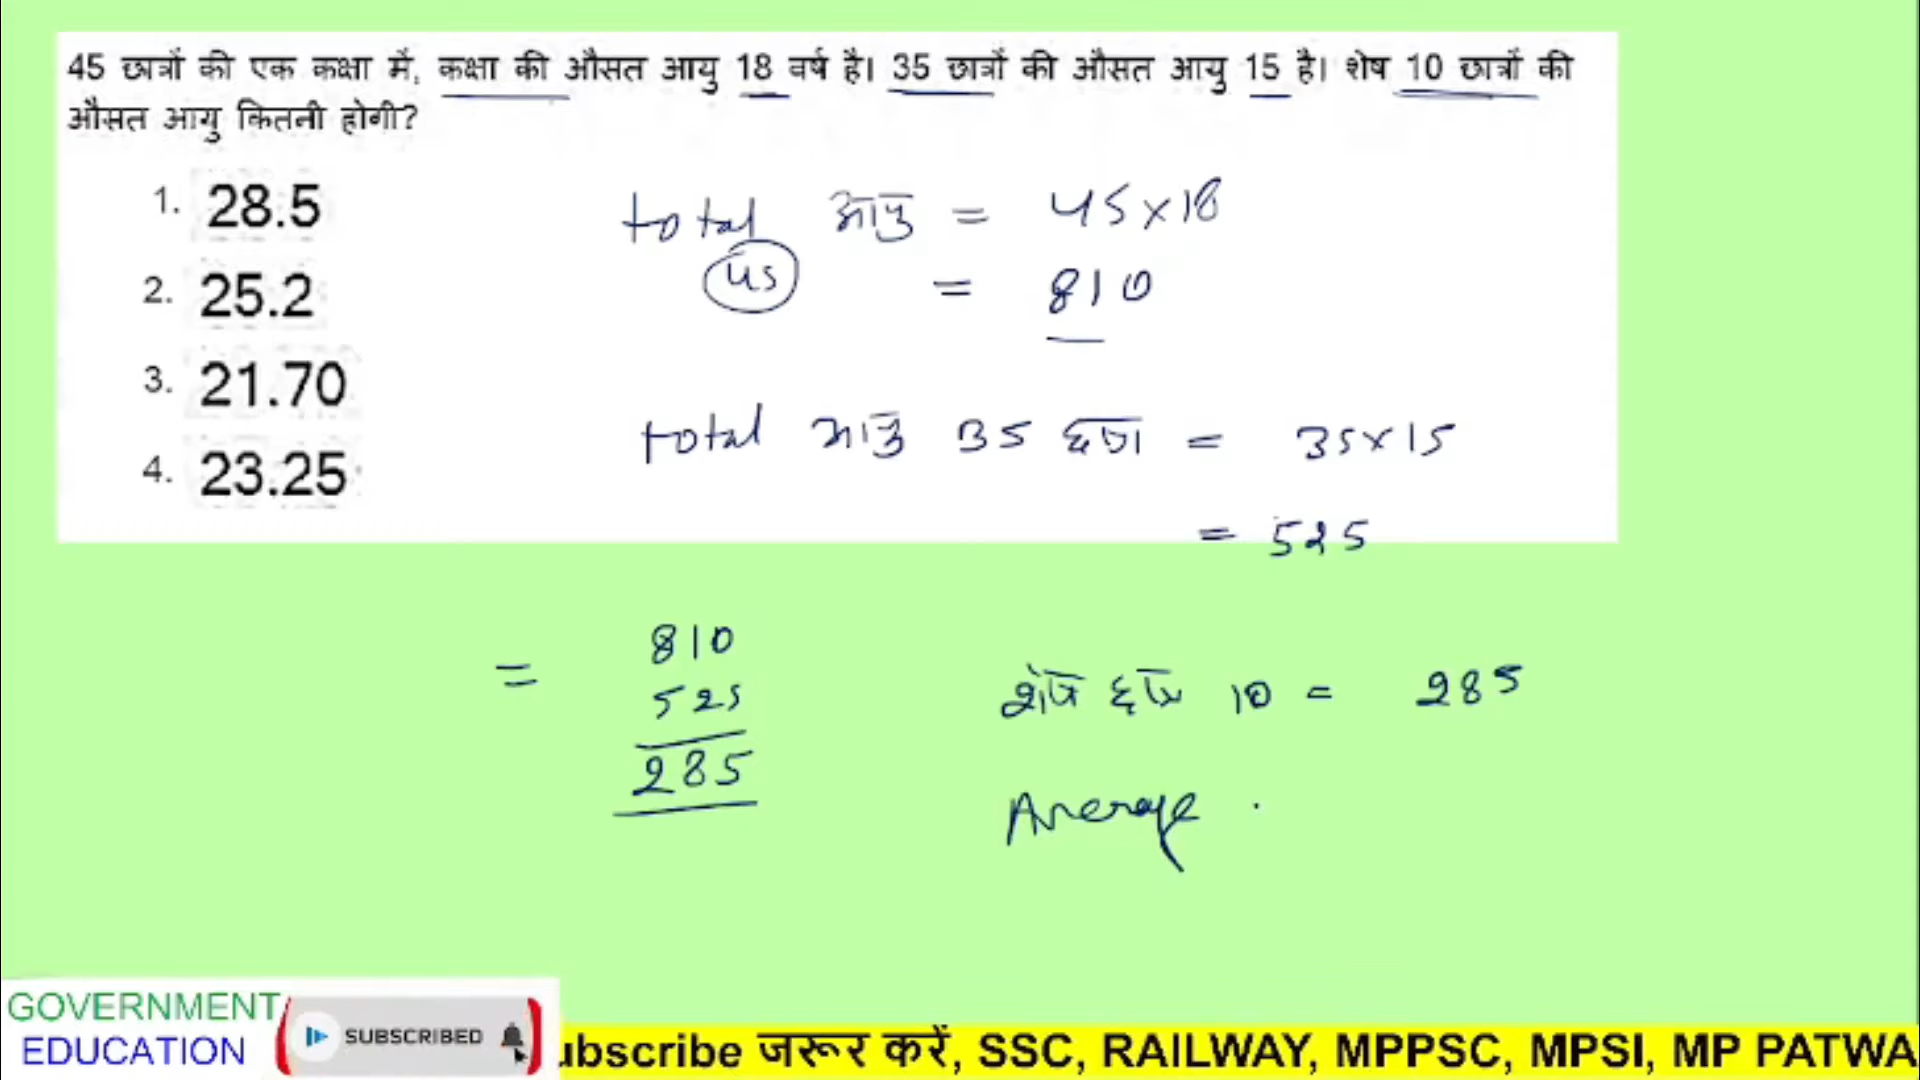 45 छात्रों की एक कक्षा में, कक्षा की औसत आयु 18 वर्ष है। 35 छात्रों की औसत आयु 15 है। शेष 10 छात्रों की
औसत आयु कितनी होगी?
1. 28.5
2. 25.2
3. 21.70
4. 23.25
total आयु = 45×18
45 = 810
total आयु 35 छात्र = 35×15
= 525
= 810
525
285
शेष छात्र 10 = 285
Average
GOVERNMENT
EDUCATION
SUBSCRIBED
ubscribe जरूर करें, SSC, RAILWAY, MPPSC, MPSI, MP PATWA